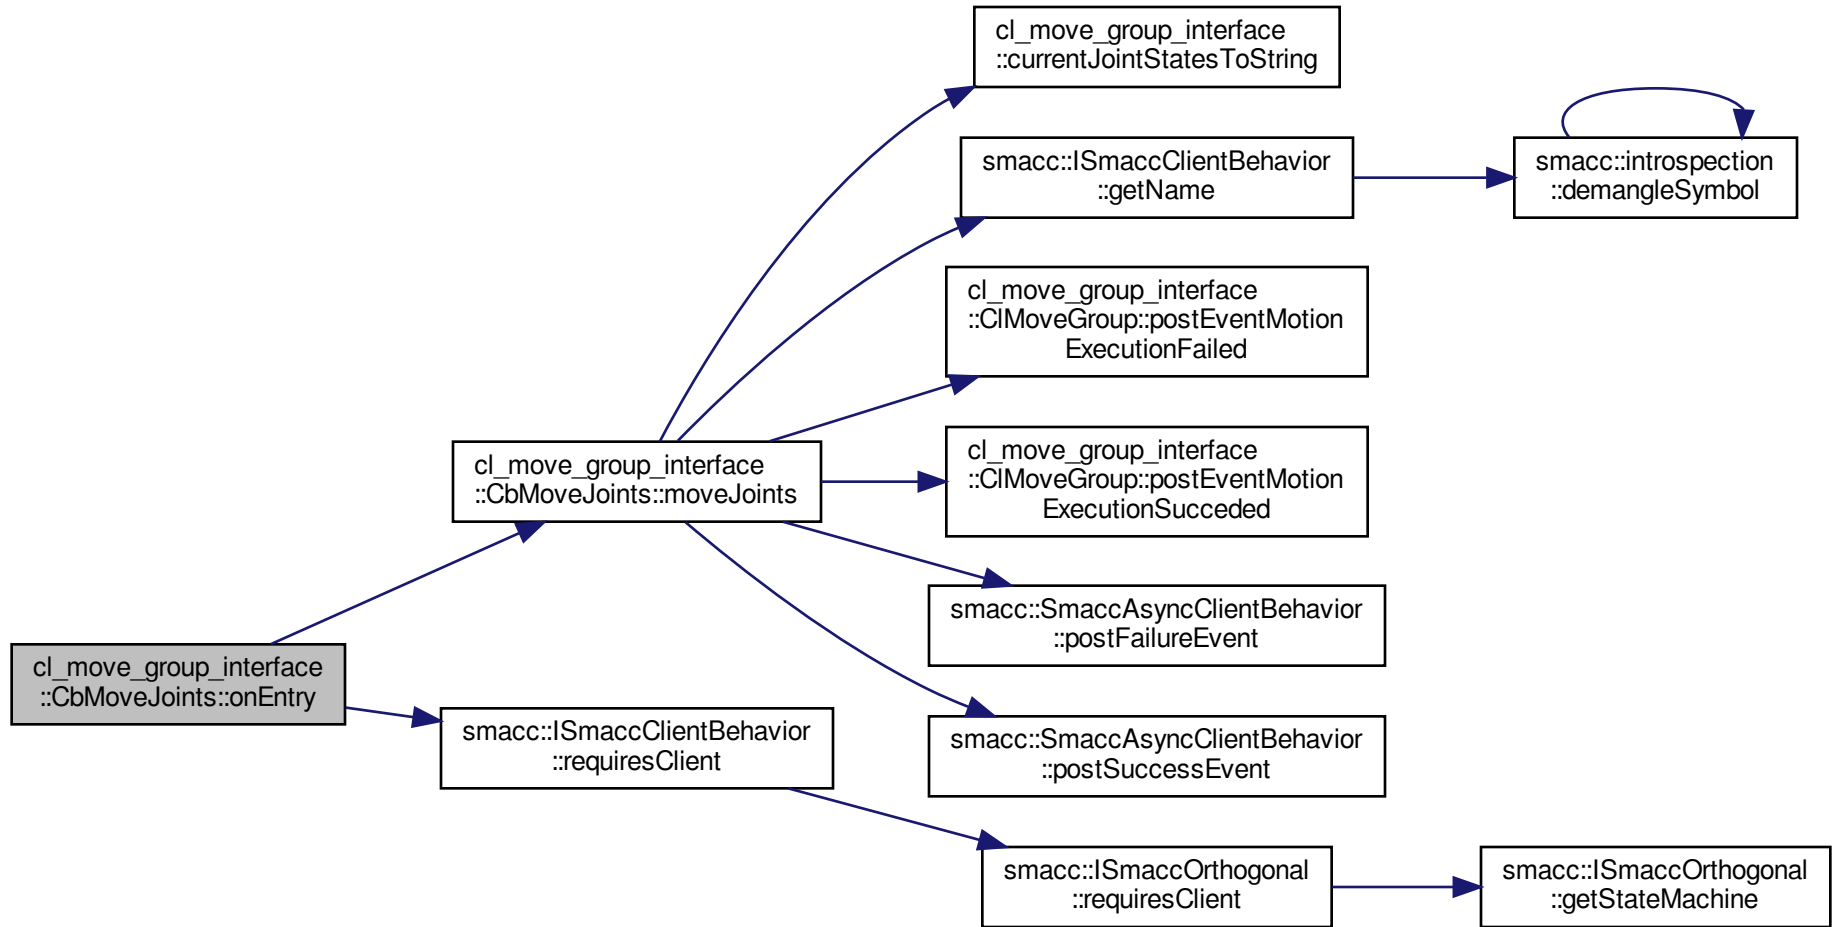 cl_move_group_interface
::currentJointStatesToString
smacc::ISmaccClientBehavior
::getName
smacc::introspection
::demangleSymbol
cl_move_group_interface
::ClMoveGroup::postEventMotion
ExecutionFailed
cl_move_group_interface
::CbMoveJoints::moveJoints
cl_move_group_interface
::ClMoveGroup::postEventMotion
ExecutionSucceded
smacc::SmaccAsyncClientBehavior
::postFailureEvent
cl_move_group_interface
::CbMoveJoints::onEntry
smacc::ISmaccClientBehavior
::requiresClient
smacc::SmaccAsyncClientBehavior
::postSuccessEvent
smacc::ISmaccOrthogonal
::requiresClient
smacc::ISmaccOrthogonal
::getStateMachine